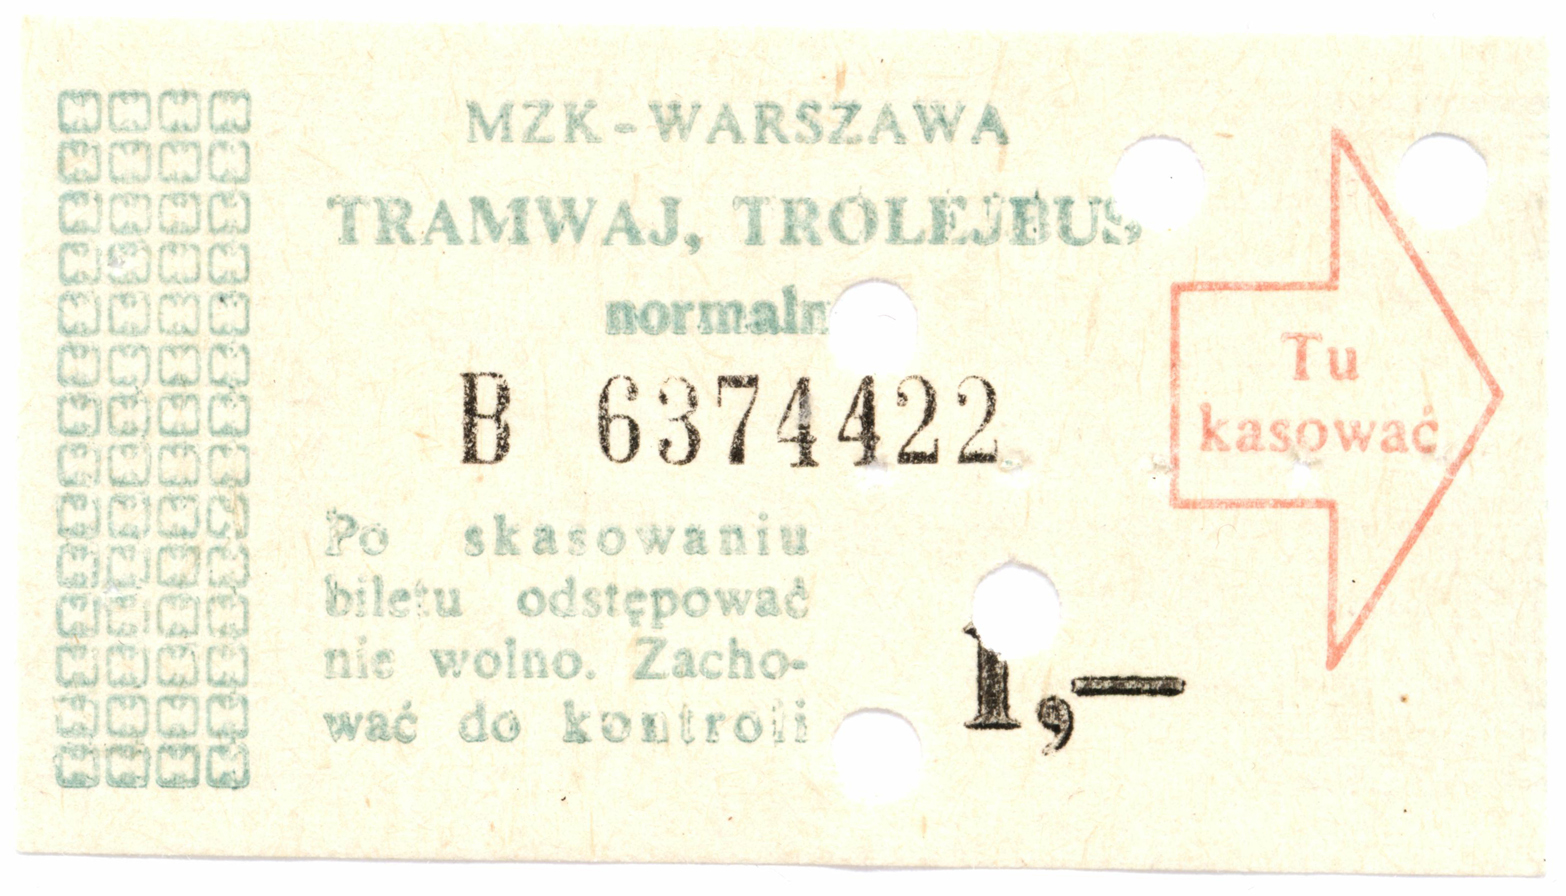 MZK-WARSZAWA
TRAMWAJ, TROLEJBUS
normaln
B 6374422
Tu
kasować
Po skasowaniu
biletu odstępować
nie wolno. Zacho-
wać do kontroli
1,—